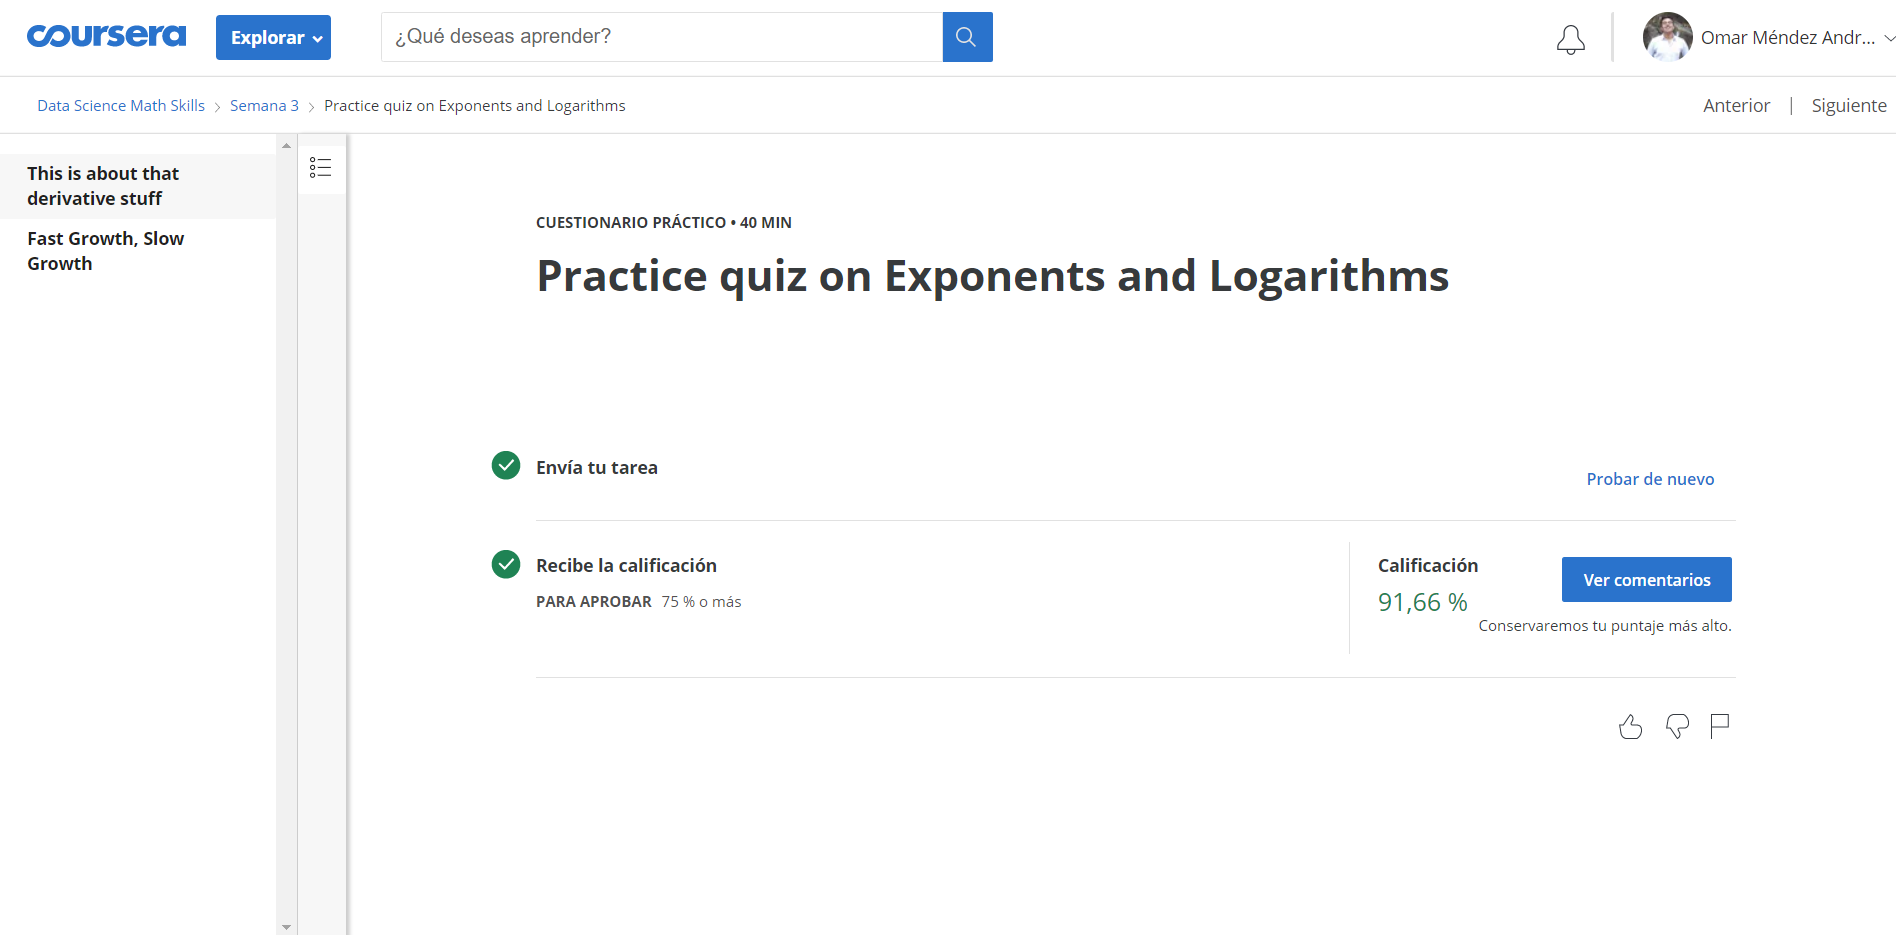 coursera
Explorar
¿Qué deseas aprender?
Omar Méndez Andr...
Data Science Math Skills
Semana 3
Practice quiz on Exponents and Logarithms
Anterior | Siguiente
This is about that
derivative stuff
Fast Growth, Slow
Growth
CUESTIONARIO PRÁCTICO • 40 MIN
Practice quiz on Exponents and Logarithms
Envía tu tarea
Probar de nuevo
Recibe la calificación
PARA APROBAR 75 % o más
Calificación
91,66 %
Ver comentarios
Conservaremos tu puntaje más alto.